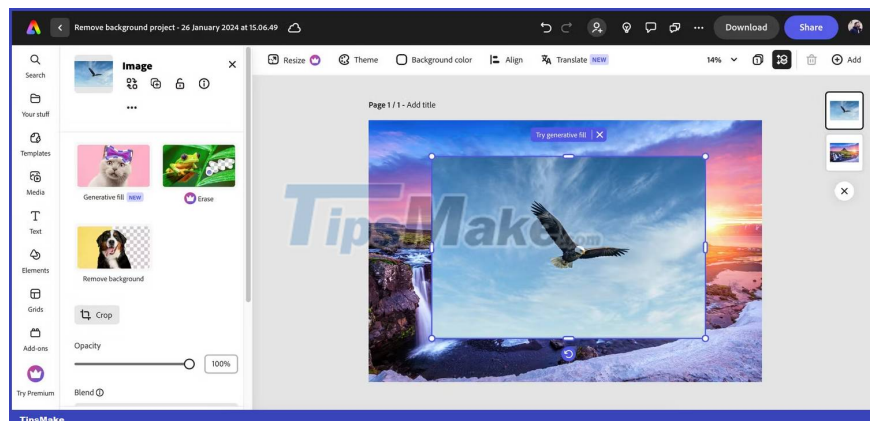 Remove background project - 26 January 2024 at 15.06.49
Download
Share
Search
Your stuff
Templates
Media
Text
Elements
Grids
Add-ons
Try Premium
Image
Generative fill NEW
Erase
Remove background
Crop
Opacity
100%
Blend
Resize
Theme
Background color
Align
Translate NEW
14%
Add
Page 1 / 1 - Add title
Try generative fill
TipsMake.com
TipsMake